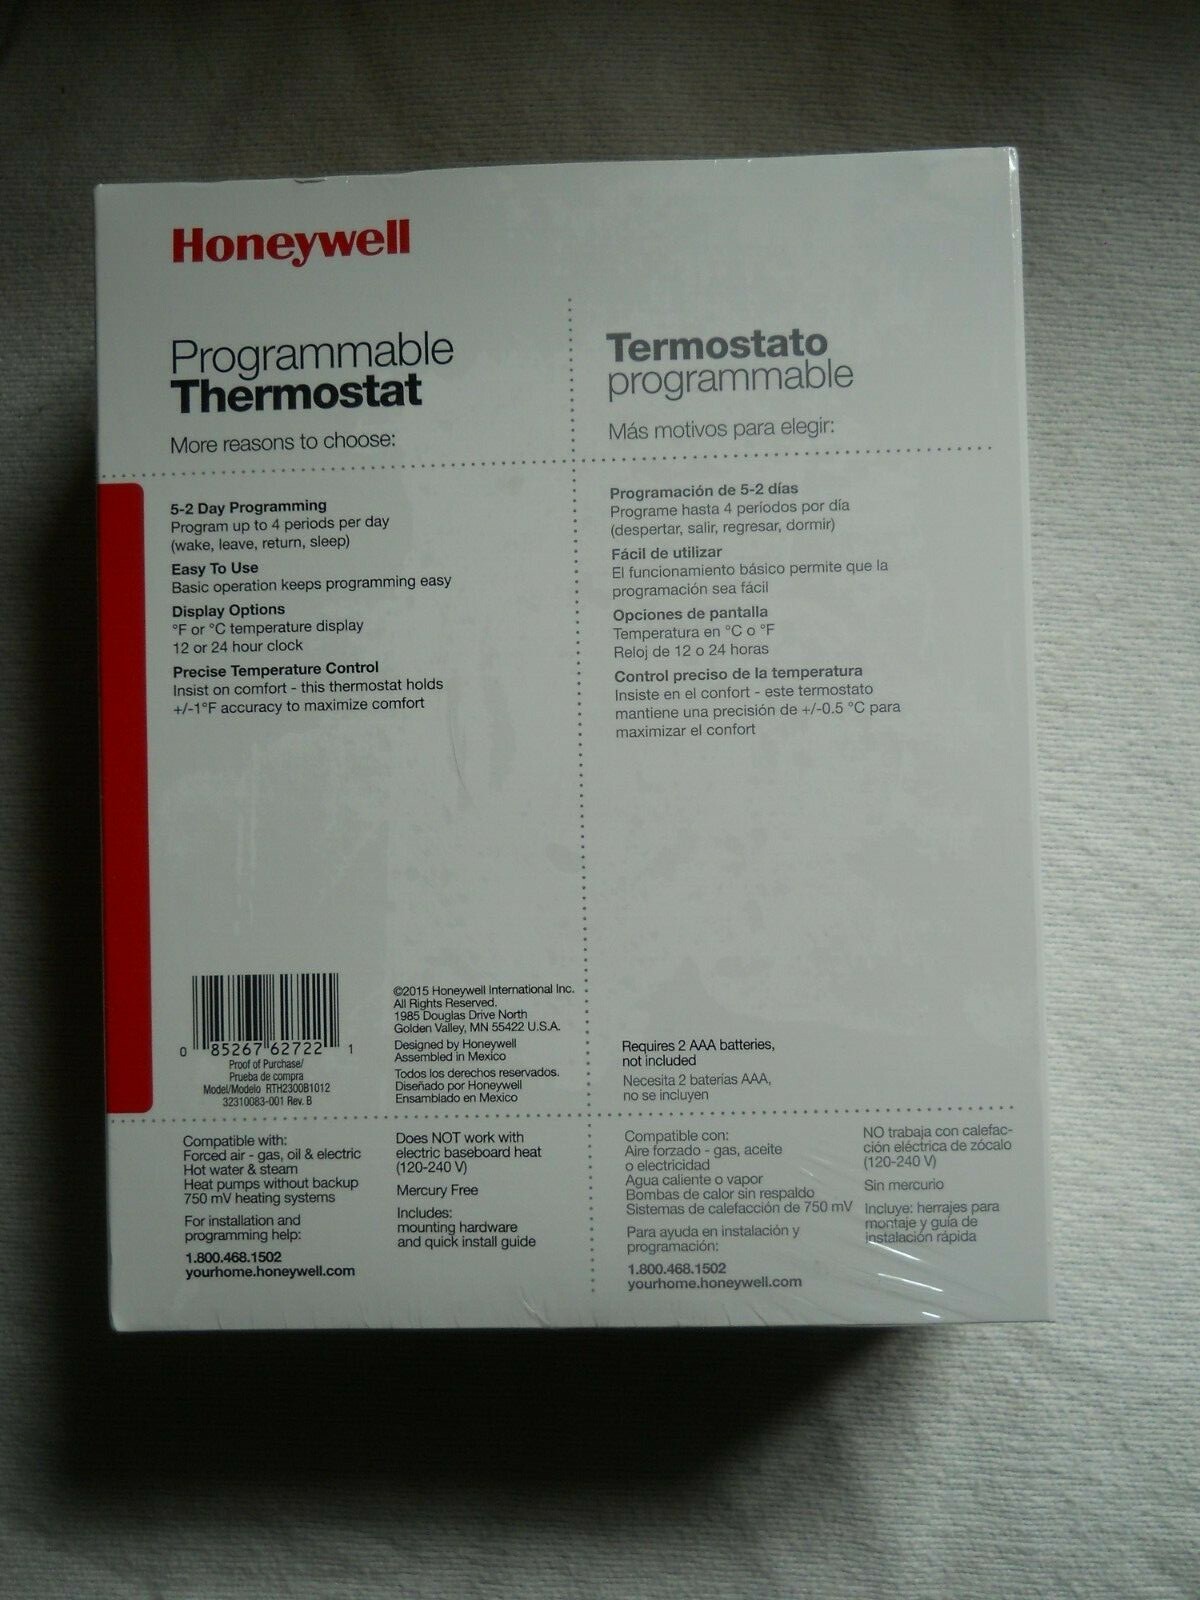 Honeywell
Programmable
Thermostat
More reasons to choose:
5-2 Day Programming
Program up to 4 periods per day
(wake, leave, return, sleep)
Easy To Use
Basic operation keeps programming easy
Display Options
°F or °C temperature display
12 or 24 hour clock
Precise Temperature Control
Insist on comfort - this thermostat holds
+/-1°F accuracy to maximize comfort
Termostato
programmable
Más motivos para elegir:
Programación de 5-2 días
Programe hasta 4 períodos por día
(despertar, salir, regresar, dormir)
Fácil de utilizar
El funcionamiento básico permite que la
programación sea fácil
Opciones de pantalla
Temperatura en °C o °F
Reloj de 12 o 24 horas
Control preciso de la temperatura
Insiste en el confort - este termostato
mantiene una precisión de +/-0.5 °C para
maximizar el confort
0 85267 62722 1
Proof of Purchase/
Prueba de compra
Model/Modelo RTH2300B1012
32310083-001 Rev. B
©2015 Honeywell International Inc.
All Rights Reserved.
1985 Douglas Drive North
Golden Valley, MN 55422 U.S.A.
Designed by Honeywell
Assembled in Mexico
Todos los derechos reservados.
Diseñado por Honeywell
Ensamblado en Mexico
Requires 2 AAA batteries,
not included
Necesita 2 baterías AAA,
no se incluyen
Compatible with:
Forced air - gas, oil & electric
Hot water & steam
Heat pumps without backup
750 mV heating systems
For installation and
programming help:
1.800.468.1502
yourhome.honeywell.com
Does NOT work with
electric baseboard heat
(120-240 V)
Mercury Free
Includes:
mounting hardware
and quick install guide
Compatible con:
Aire forzado - gas, aceite
o electricidad
Agua caliente o vapor
Bombas de calor sin respaldo
Sistemas de calefacción de 750 mV
Para ayuda en instalación y
programación:
1.800.468.1502
yourhome.honeywell.com
NO trabaja con calefac-
ción eléctrica de zócalo
(120-240 V)
Sin mercurio
Incluye: herrajes para
montaje y guía de
instalación rápida